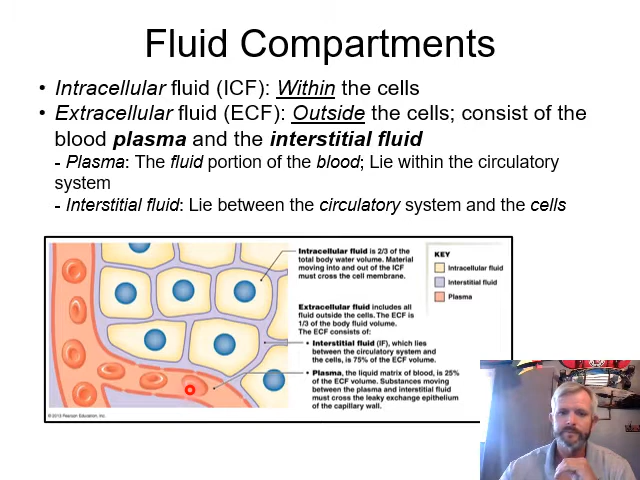 Fluid Compartments
• Intracellular fluid (ICF): Within the cells
• Extracellular fluid (ECF): Outside the cells; consist of the
blood plasma and the interstitial fluid
- Plasma: The fluid portion of the blood; Lie within the circulatory
system
- Interstitial fluid: Lie between the circulatory system and the cells
Intracellular fluid is 2/3 of the
total body water volume. Material
moving into and out of the ICF
must cross the cell membrane.
Extracellular fluid includes all
fluid outside the cells. The ECF is
1/3 of the body fluid volume.
The ECF consists of:
• Interstitial fluid (IF), which lies
between the circulatory system and
the cells, is 75% of the ECF volume.
• Plasma, the liquid matrix of blood, is 25%
of the ECF volume. Substances moving
between the plasma and interstitial fluid
must cross the leaky exchange epithelium
of the capillary wall.
KEY
Intracellular fluid
Interstitial fluid
Plasma
© 2013 Pearson Education, Inc.